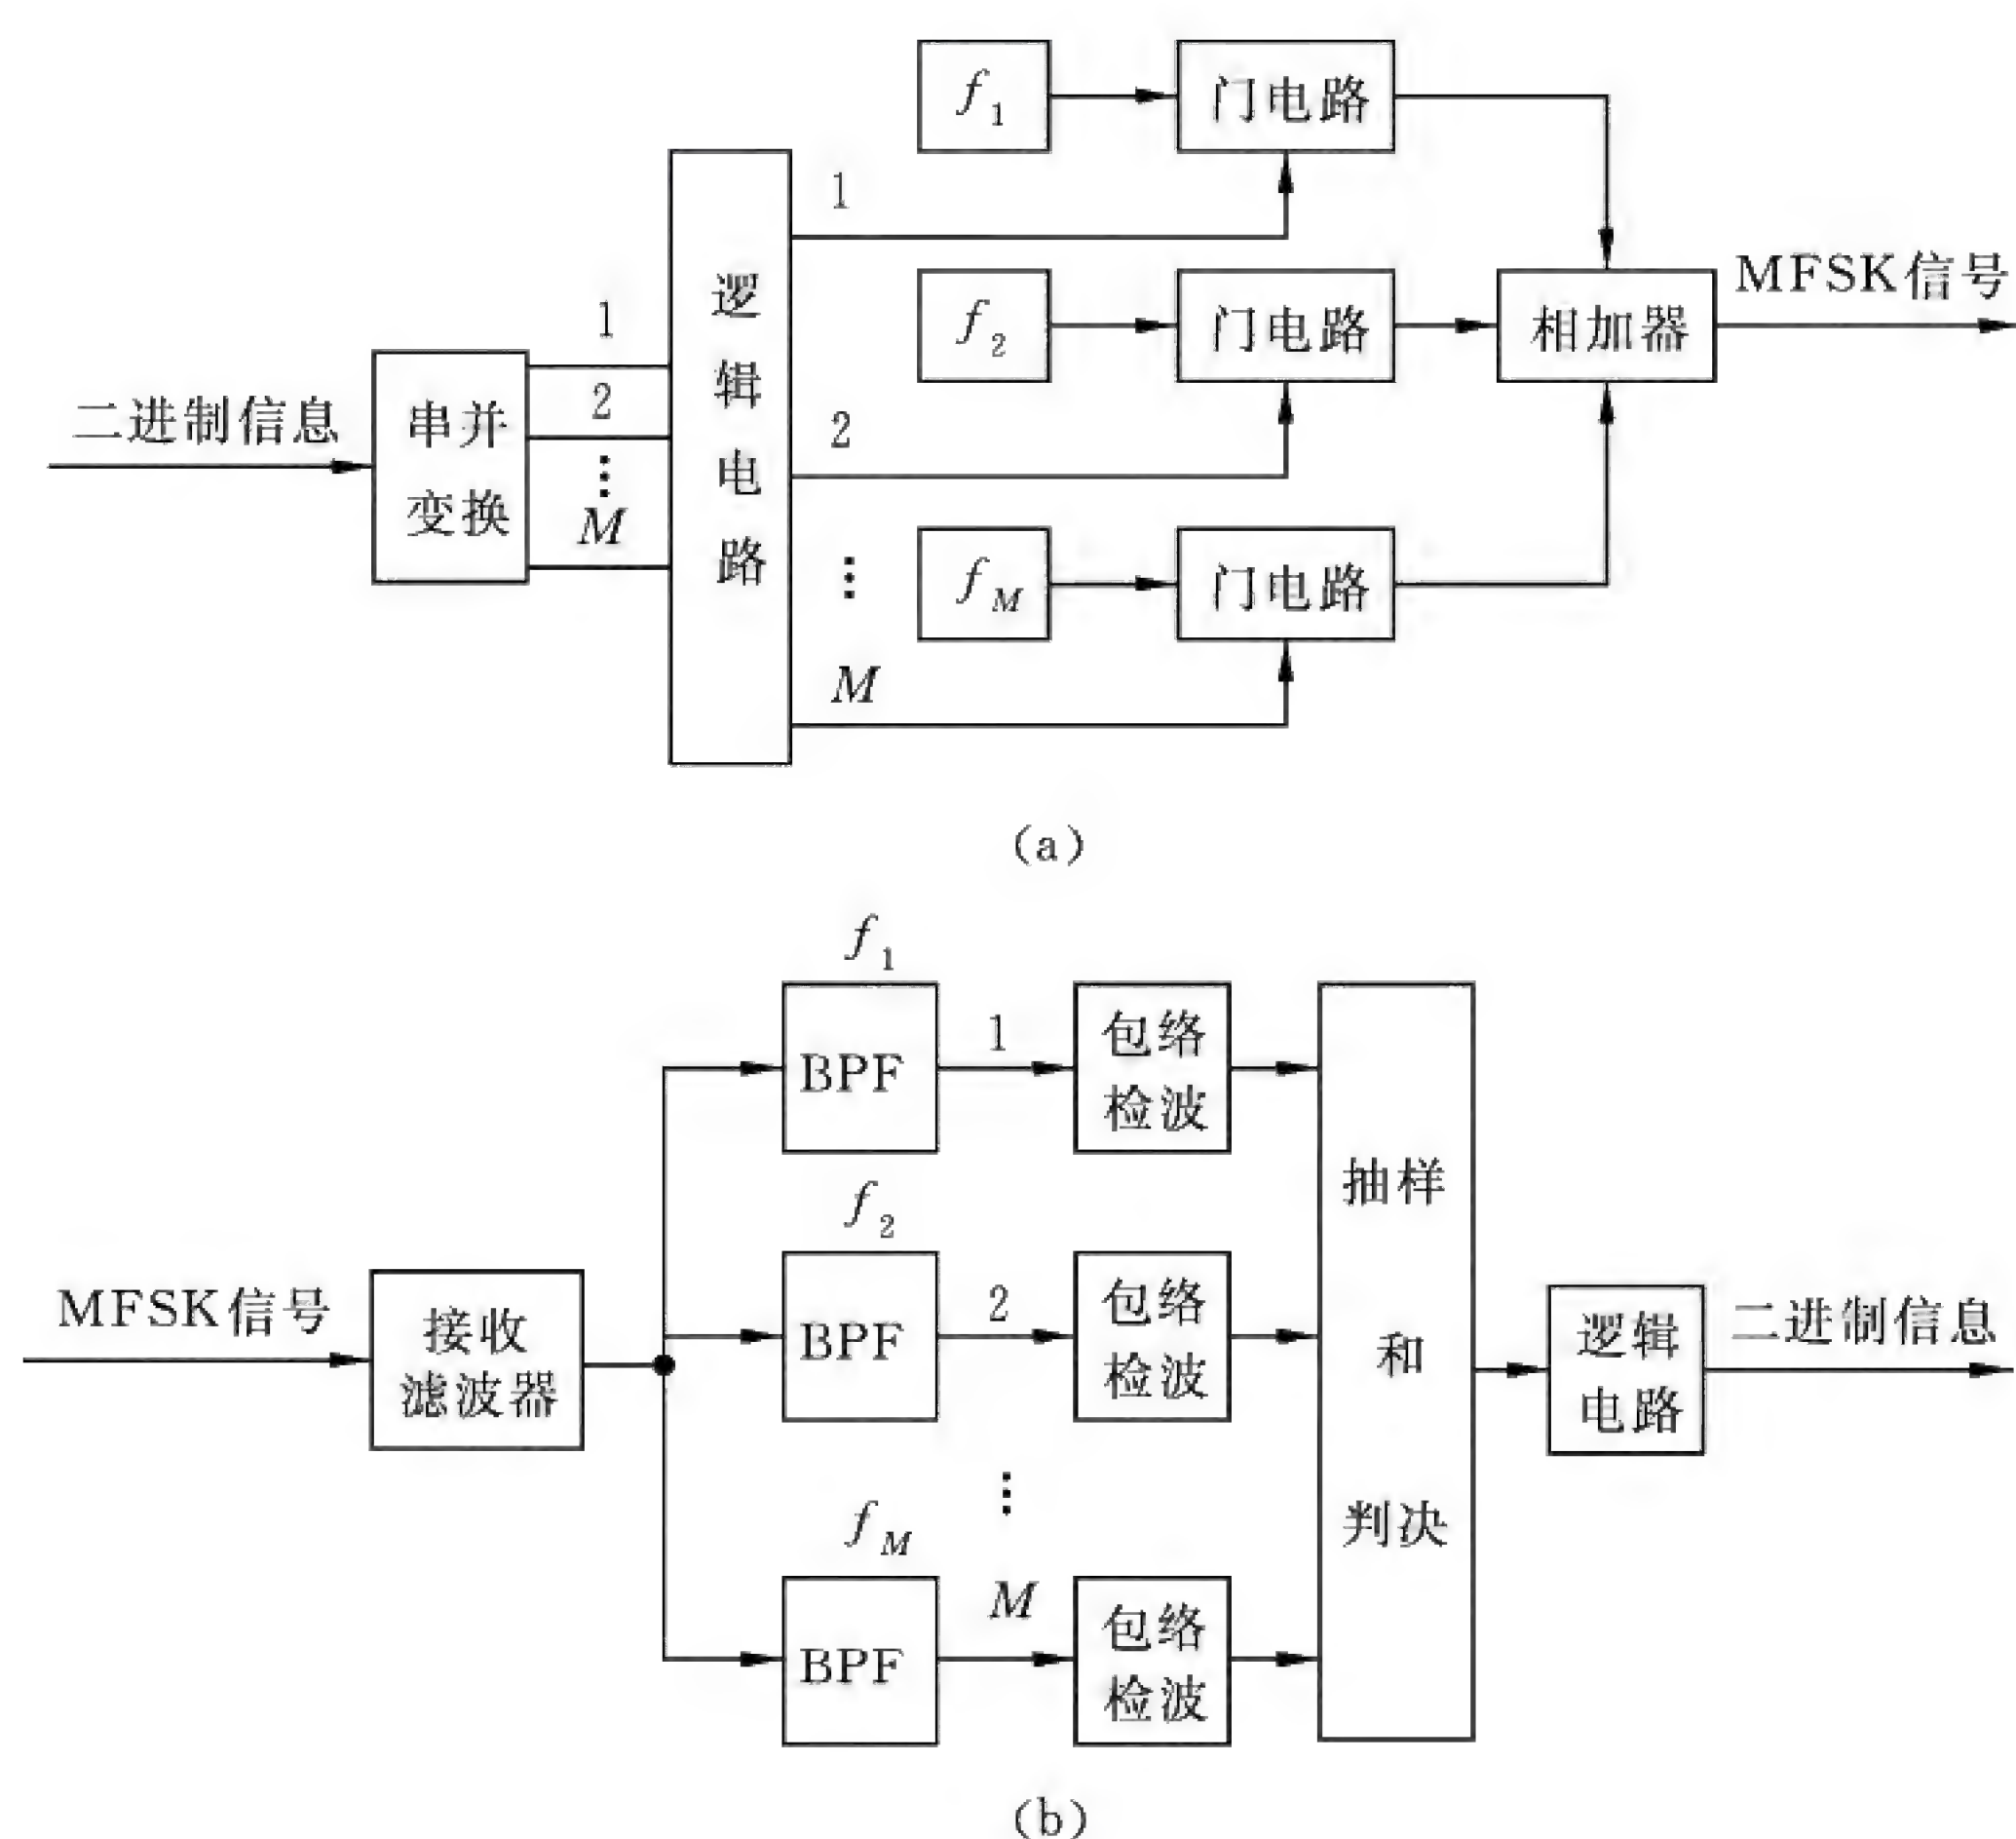 f1
门电路
1
逻辑电路
f2
门电路
相加器
MFSK信号
1
2
⋮
M
二进制信息
串并
变换
2
⋮
fM
门电路
M
(a)
f1
BPF
1
包络
检波
f2
BPF
2
包络
检波
MFSK信号
接收
滤波器
抽样
和
判决
逻辑
电路
二进制信息
⋮
fM
BPF
M
包络
检波
(b)